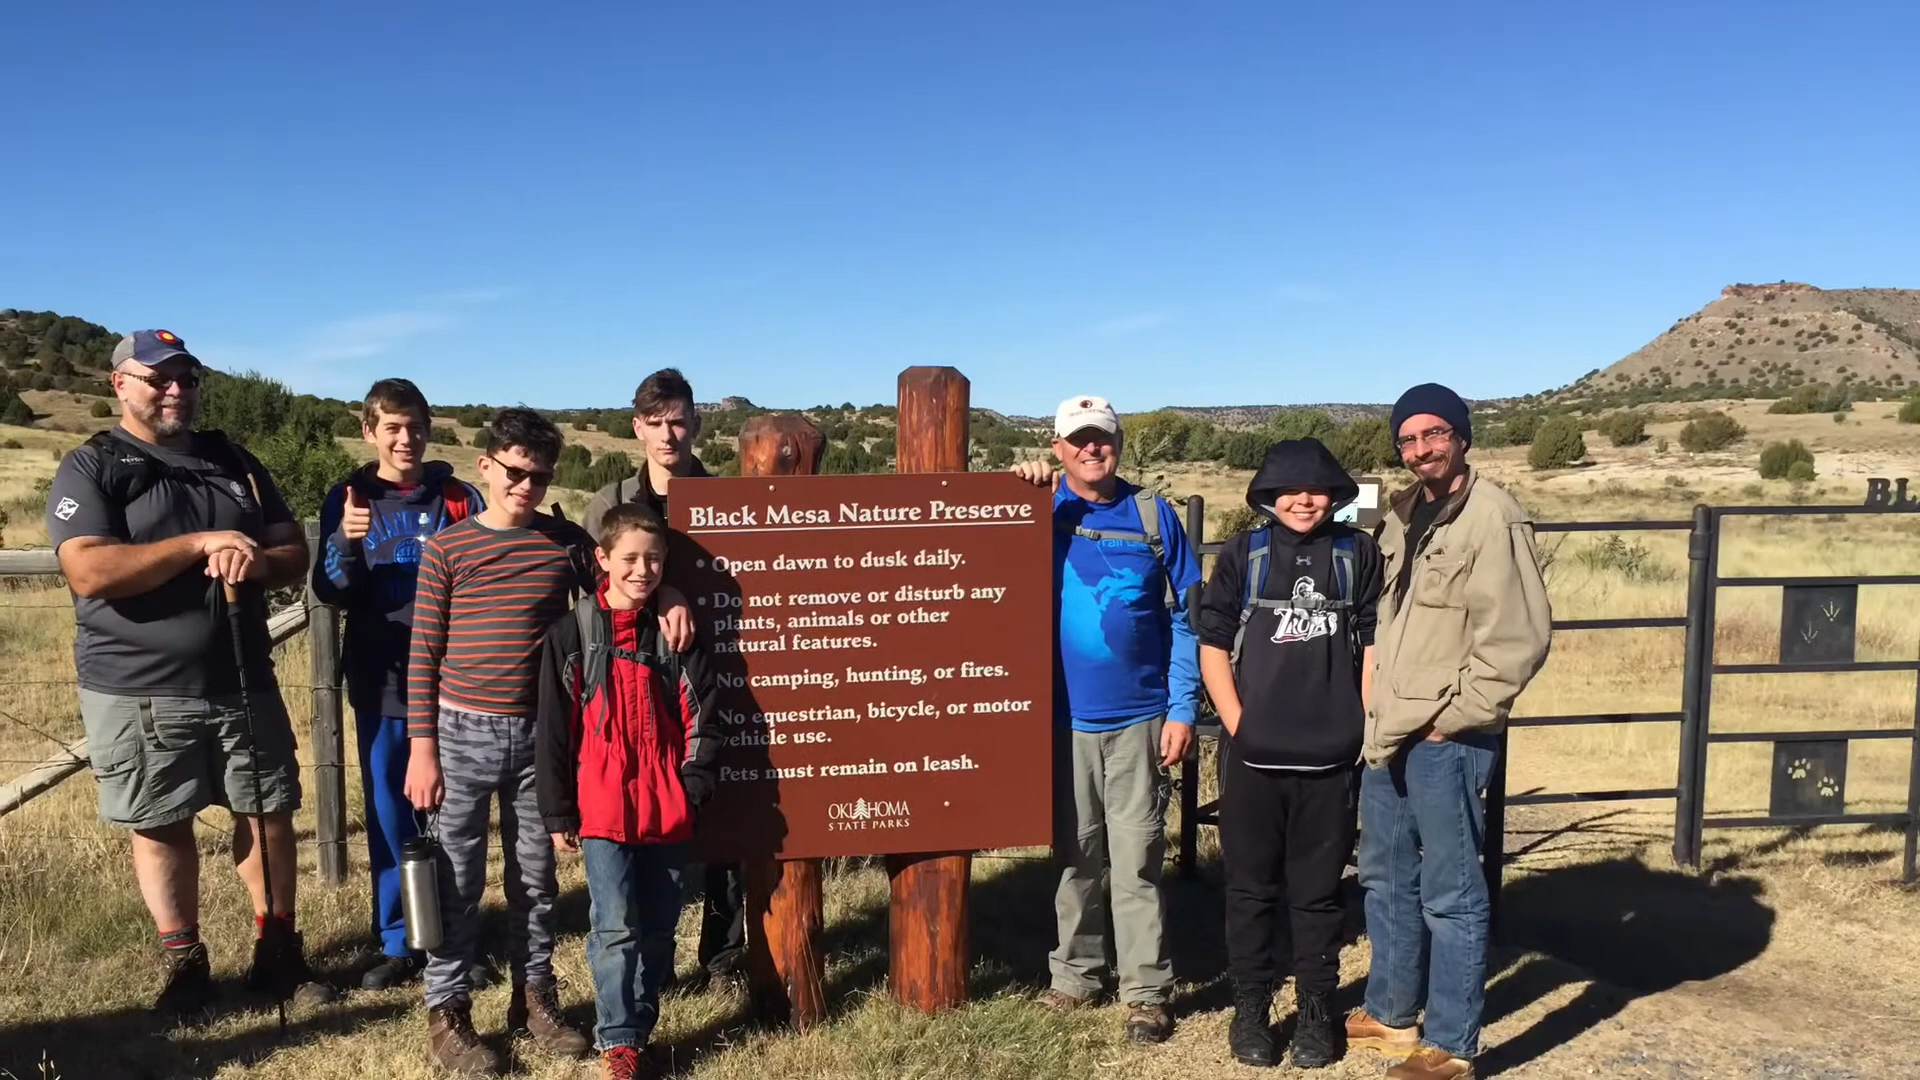 Black Mesa Nature Preserve
• Open dawn to dusk daily.
• Do not remove or disturb any
plants, animals or other
natural features.
No camping, hunting, or fires.
No equestrian, bicycle, or motor
vehicle use.
Pets must remain on leash.
OKLAHOMA
STATE PARKS
TROJANS
BL